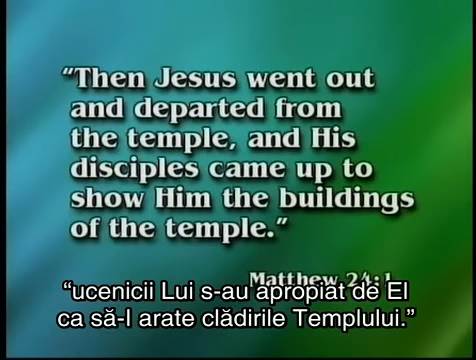 “Then Jesus went out
and departed from
the temple, and His
disciples came up to
show Him the buildings
of the temple.”
Matthew 24:1
“ucenicii Lui s-au apropiat de El
ca să-I arate clădirile Templului.”